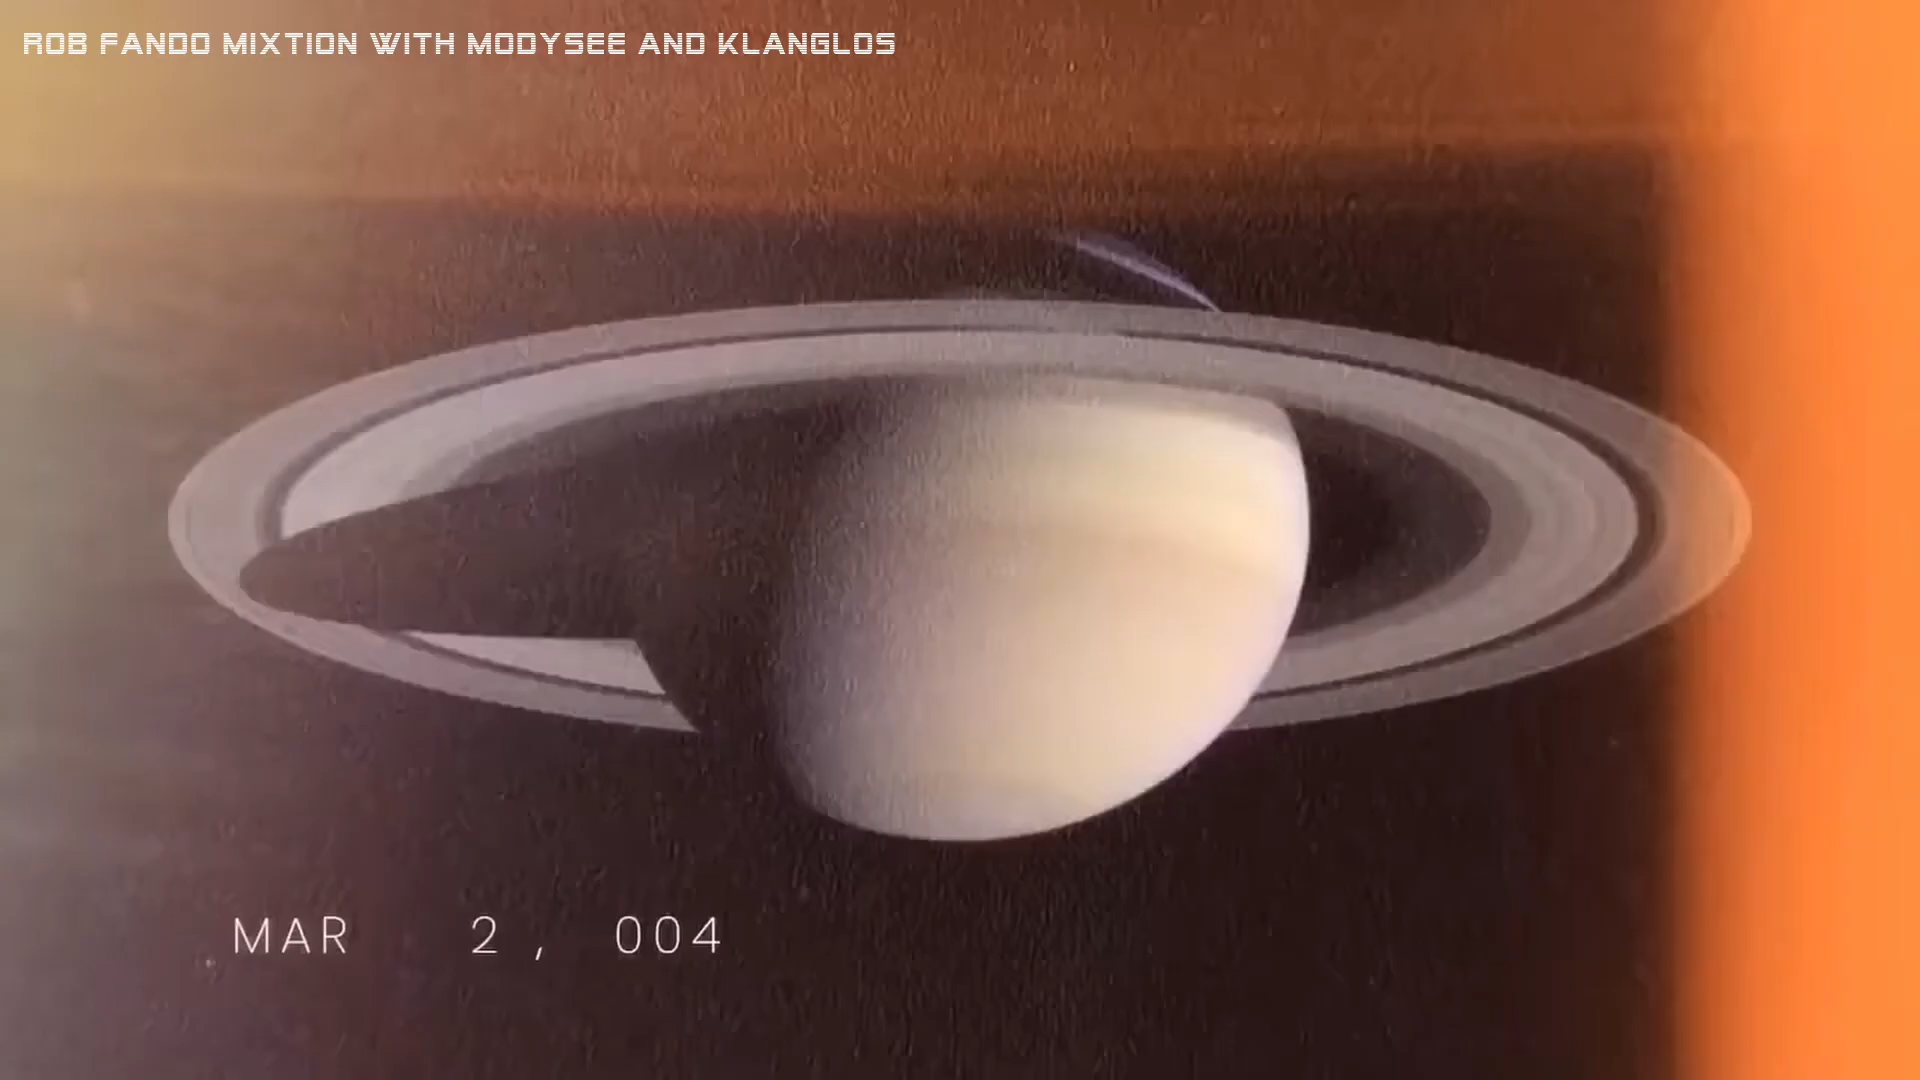 ROB FANDO MIXTION WITH MODYSEE AND KLANGLOS
MAR 2 , 004